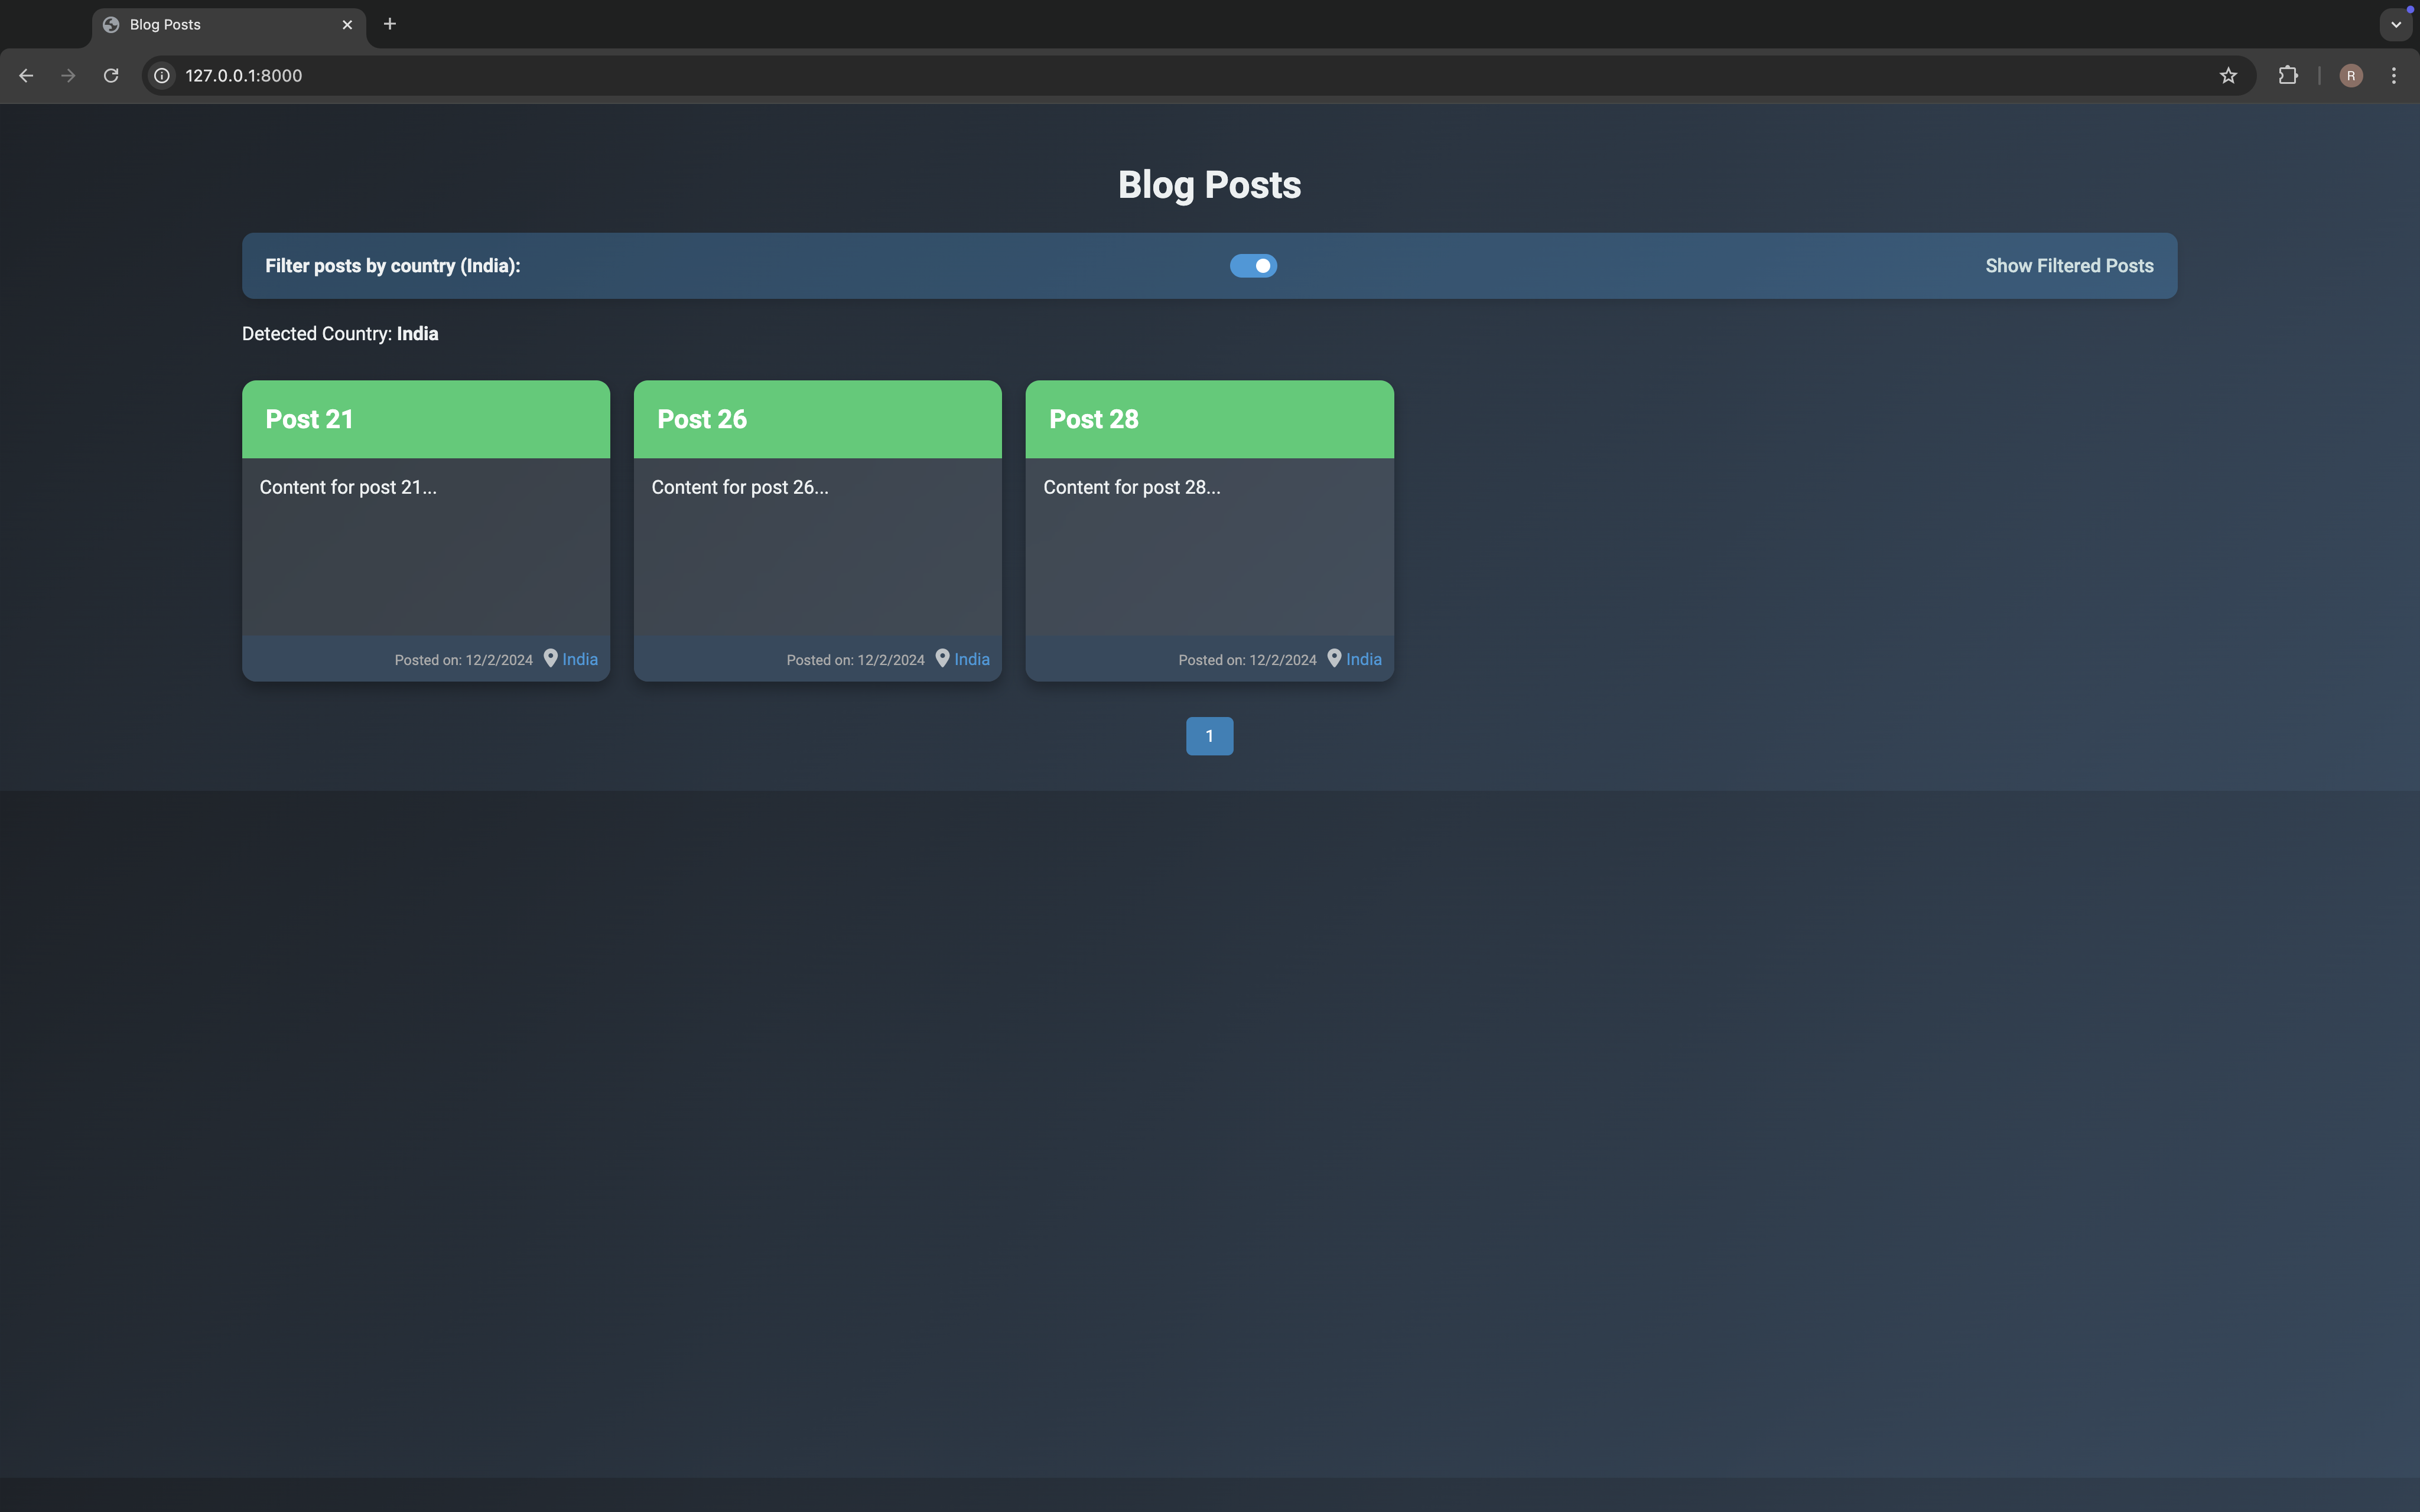 Blog Posts
127.0.0.1:8000
R
Blog Posts
Filter posts by country (India):
Show Filtered Posts
Detected Country: India
Post 21
Content for post 21...
Posted on: 12/2/2024 India
Post 26
Content for post 26...
Posted on: 12/2/2024 India
Post 28
Content for post 28...
Posted on: 12/2/2024 India
1